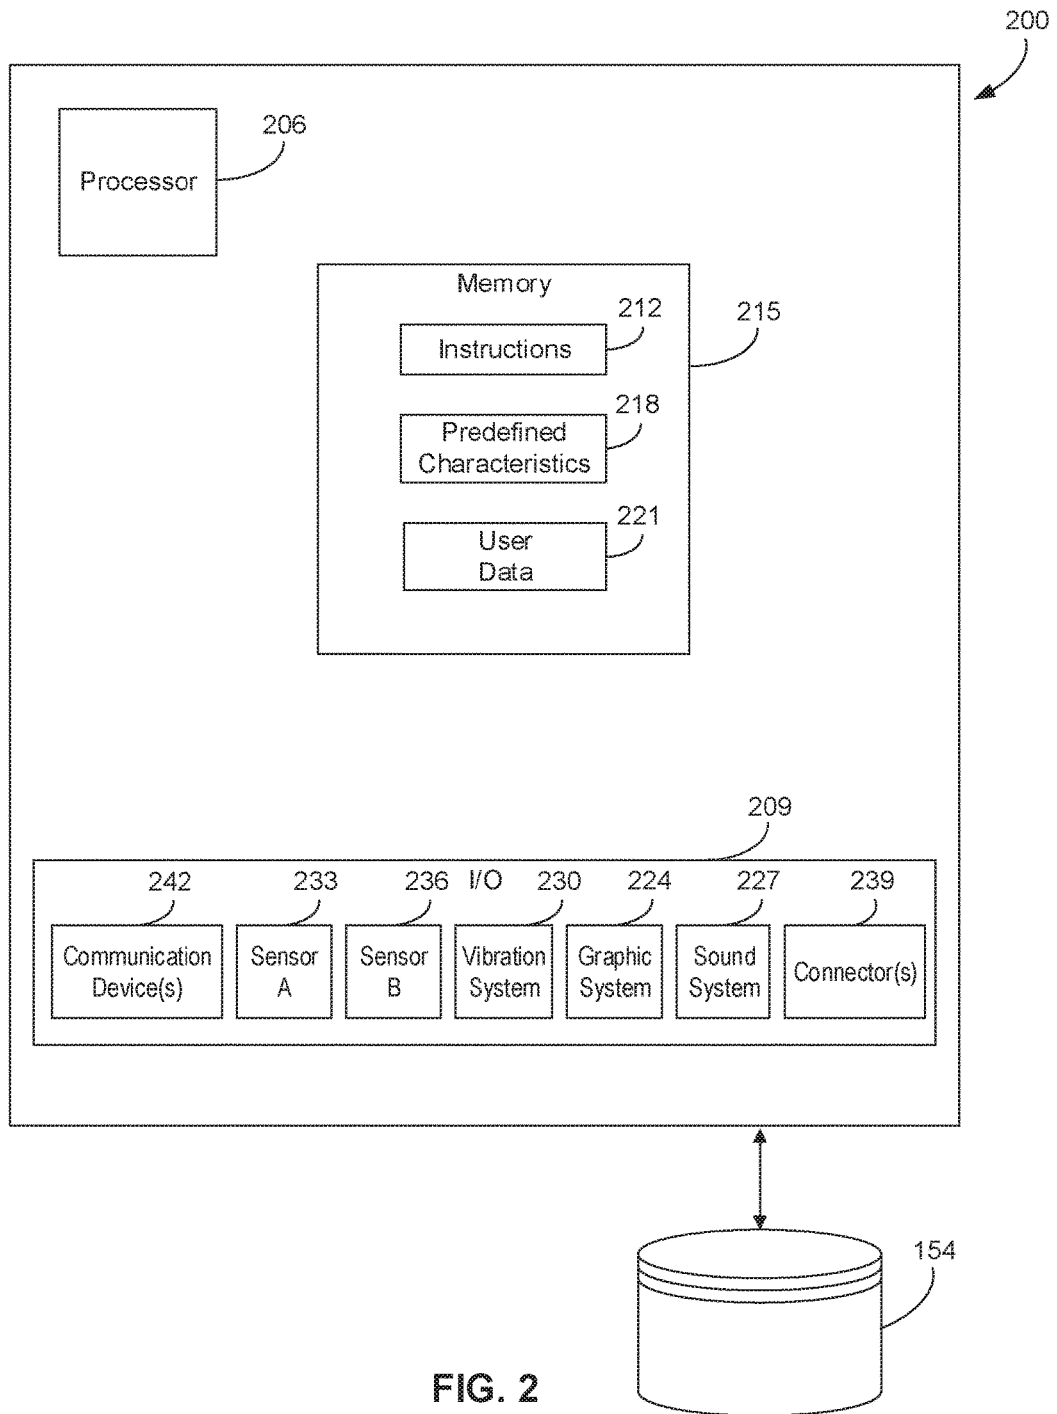 200
206
Processor
Memory
212
215
Instructions
218
Predefined
Characteristics
221
User
Data
209
242 233 236 I/O 230 224 227 239
Communication Sensor Sensor Vibration Graphic Sound Connector(s)
Device(s) A B System System System
154
FIG. 2